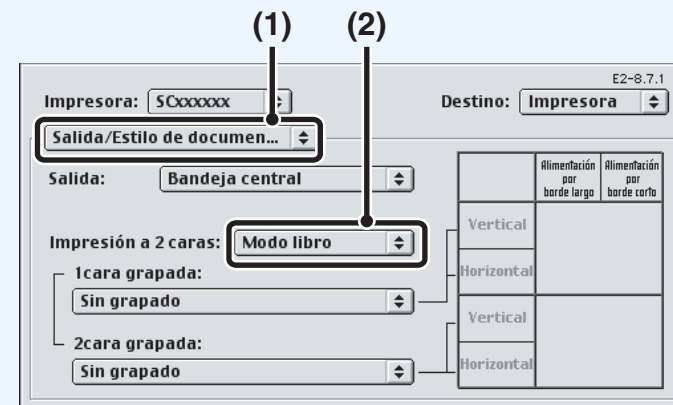 (1) (2)
E2-8.7.1
Impresora: SCxxxxxx Destino: Impresora
Salida/Estilo de documen...
Salida: Bandeja central
Alimentación por borde largo
Alimentación por borde corto
Impresión a 2 caras: Modo libro
Vertical
1cara grapada:
Horizontal
Sin grapado
Vertical
2cara grapada:
Horizontal
Sin grapado